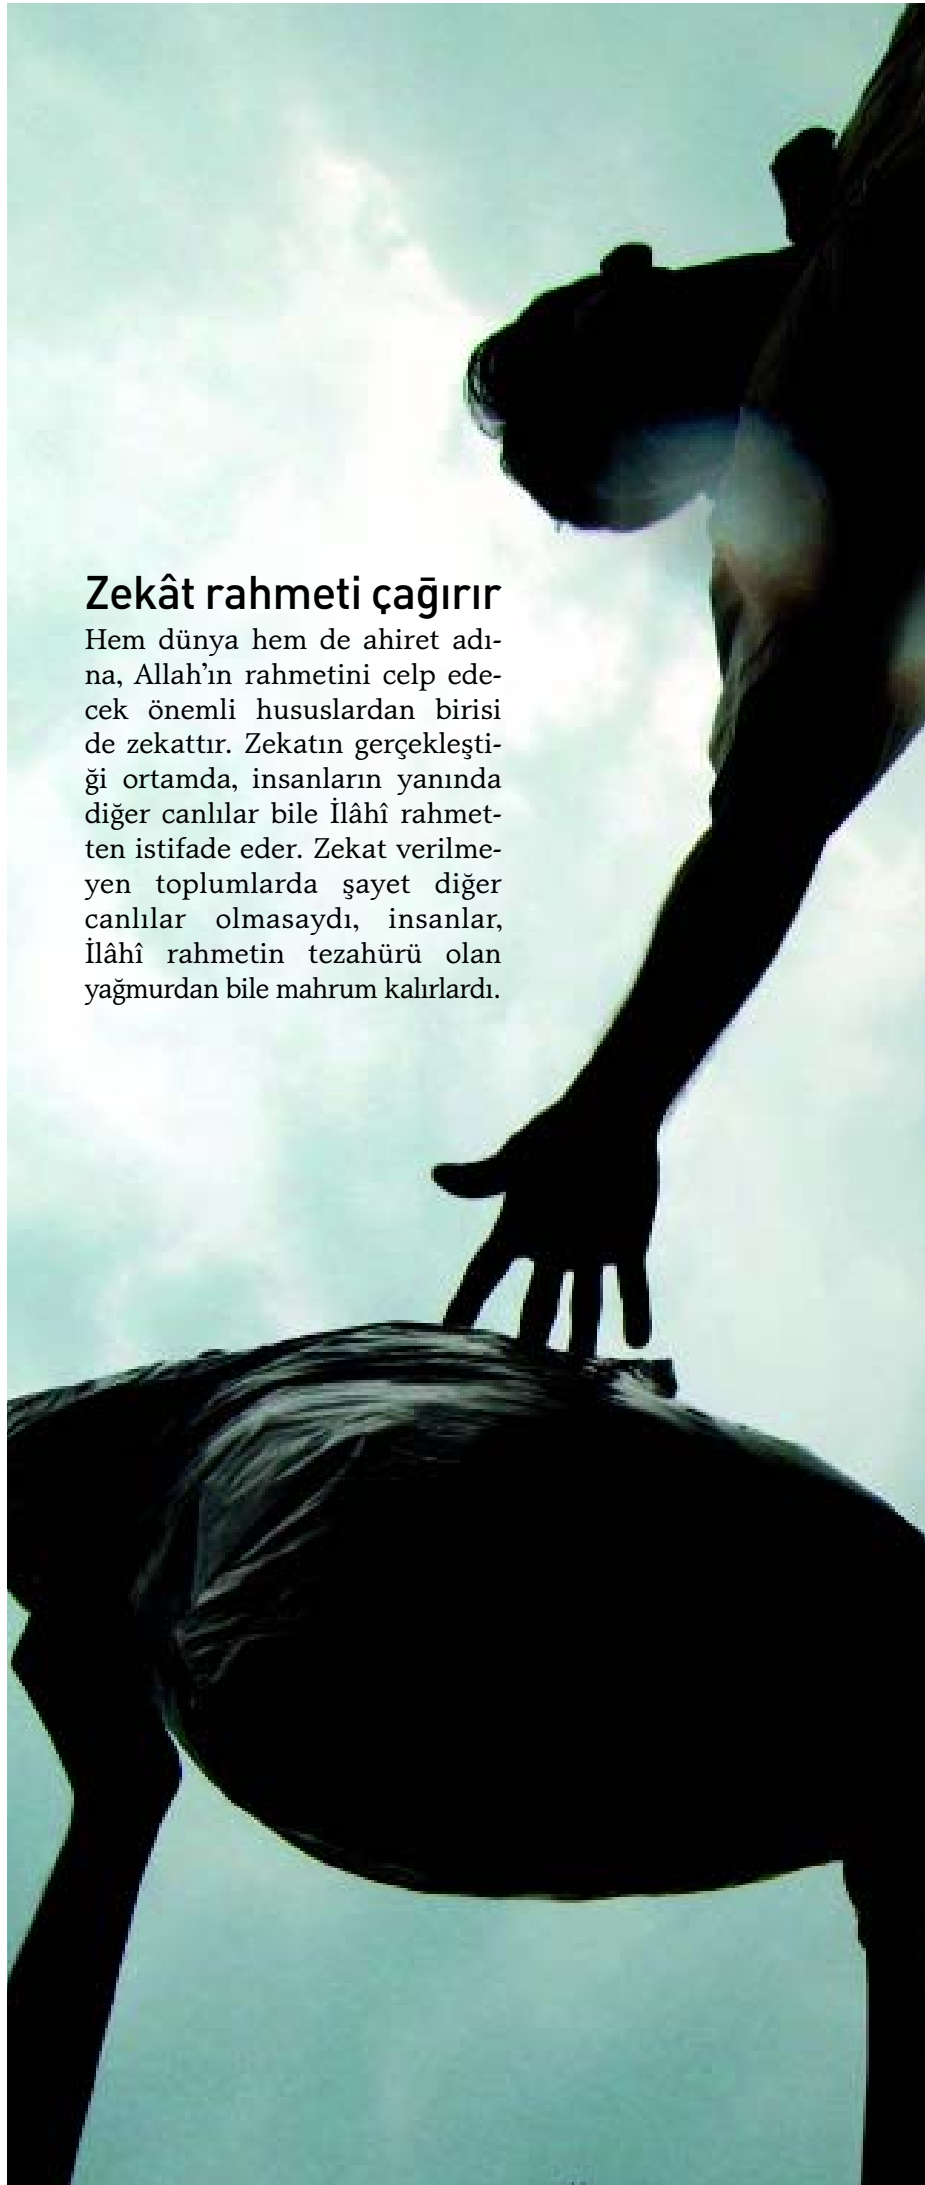 Zekât rahmeti çağırır
Hem dünya hem de ahiret adı-
na, Allah’ın rahmetini celp ede-
cek önemli hususlardan birisi
de zekattır. Zekatın gerçekleşti-
ği ortamda, insanların yanında
diğer canlılar bile İlâhî rahmet-
ten istifade eder. Zekat verilme-
yen toplumlarda şayet diğer
canlılar olmasaydı, insanlar,
İlâhî rahmetin tezahürü olan
yağmurdan bile mahrum kalırlardı.